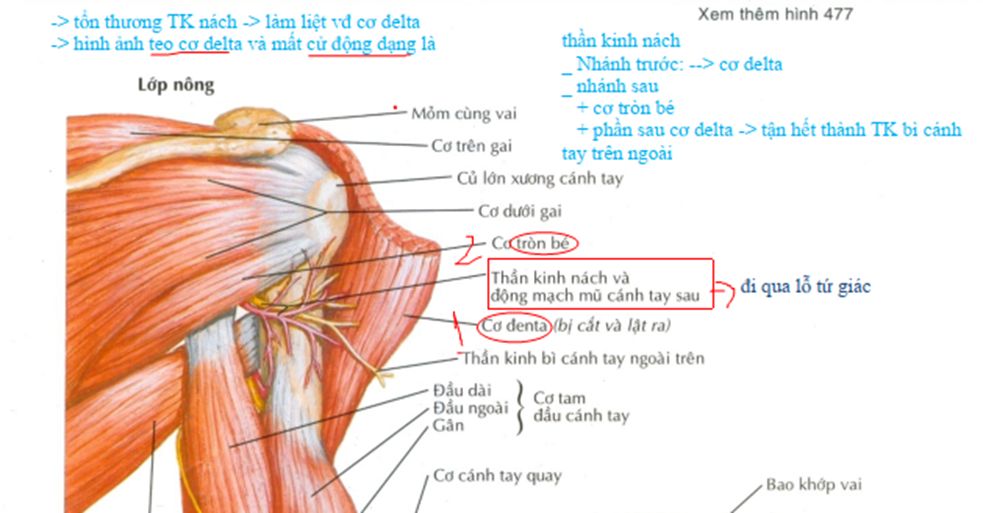 -> tổn thương TK nách -> làm liệt vd cơ delta
-> hình ảnh teo cơ delta và mất cử động dạng là
Xem thêm hình 477
thần kinh nách
_ Nhánh trước: --> cơ delta
_ nhánh sau
+ cơ tròn bé
+ phần sau cơ delta -> tận hết thành TK bì cánh
tay trên ngoài
Lớp nông
Mỏm cùng vai
Cơ trên gai
Củ lớn xương cánh tay
Cơ dưới gai
2 Cơ tròn bé
Thần kinh nách và
động mạch mũ cánh tay sau
đi qua lỗ tứ giác
1 Cơ denta (bị cắt và lật ra)
Thần kinh bì cánh tay ngoài trên
Đầu dài
Đầu ngoài
Gân
Cơ tam
đầu cánh tay
Cơ cánh tay quay
Bao khớp vai